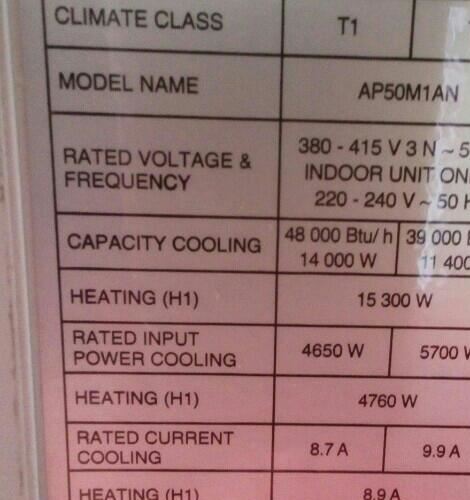 CLIMATE CLASS T1
MODEL NAME AP50M1AN
380 - 415 V 3 N ~ 5
RATED VOLTAGE & INDOOR UNIT ON
FREQUENCY 220 - 240 V ~ 50 H
CAPACITY COOLING 48 000 Btu/ h 39 000
14 000 W 11 400
HEATING (H1) 15 300 W
RATED INPUT
POWER COOLING 4650 W 5700
HEATING (H1) 4760 W
RATED CURRENT
COOLING 8.7 A 9.9 A
HEATING (H1) 8.9 A